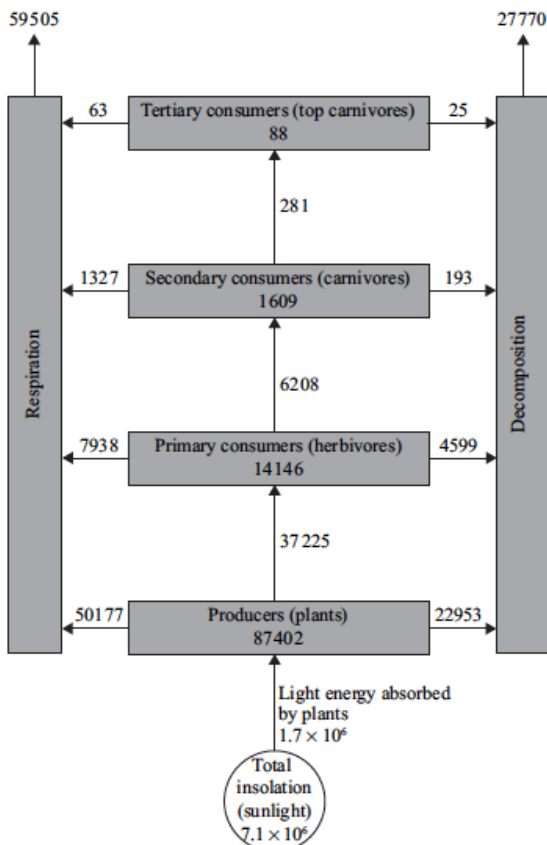 59505
27770
63
Tertiary consumers (top carnivores)
88
25
281
1327
Secondary consumers (carnivores)
1609
193
Respiration
Decomposition
6208
7938
Primary consumers (herbivores)
14146
4599
37225
50177
Producers (plants)
87402
22953
Light energy absorbed
by plants
1.7 × 10⁶
Total
insolation
(sunlight)
7.1 × 10⁶